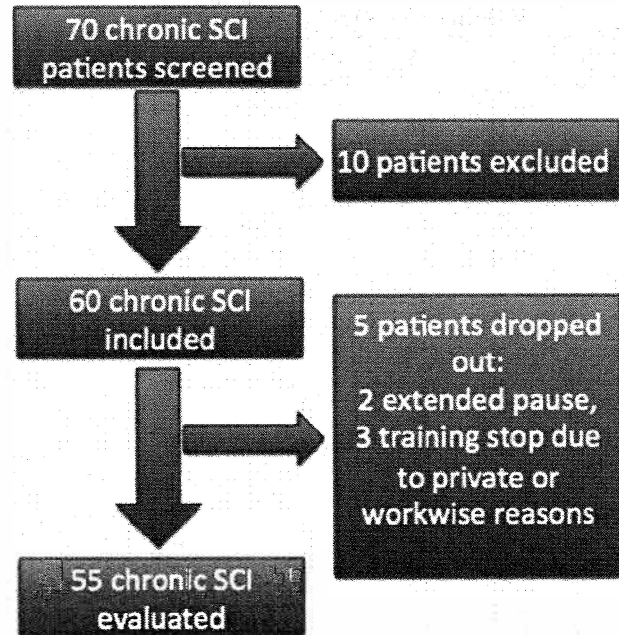 70 chronic SCI
patients screened
10 patients excluded
60 chronic SCI
included
5 patients dropped
out:
2 extended pause,
3 training stop due
to private or
workwise reasons
55 chronic SCI
evaluated